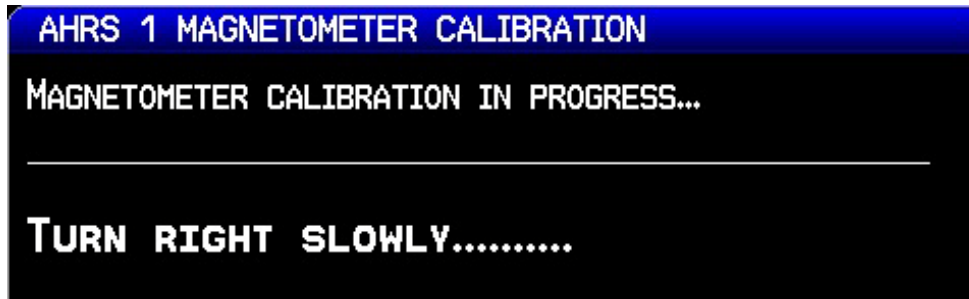 AHRS 1 MAGNETOMETER CALIBRATION
MAGNETOMETER CALIBRATION IN PROGRESS...
TURN RIGHT SLOWLY..........